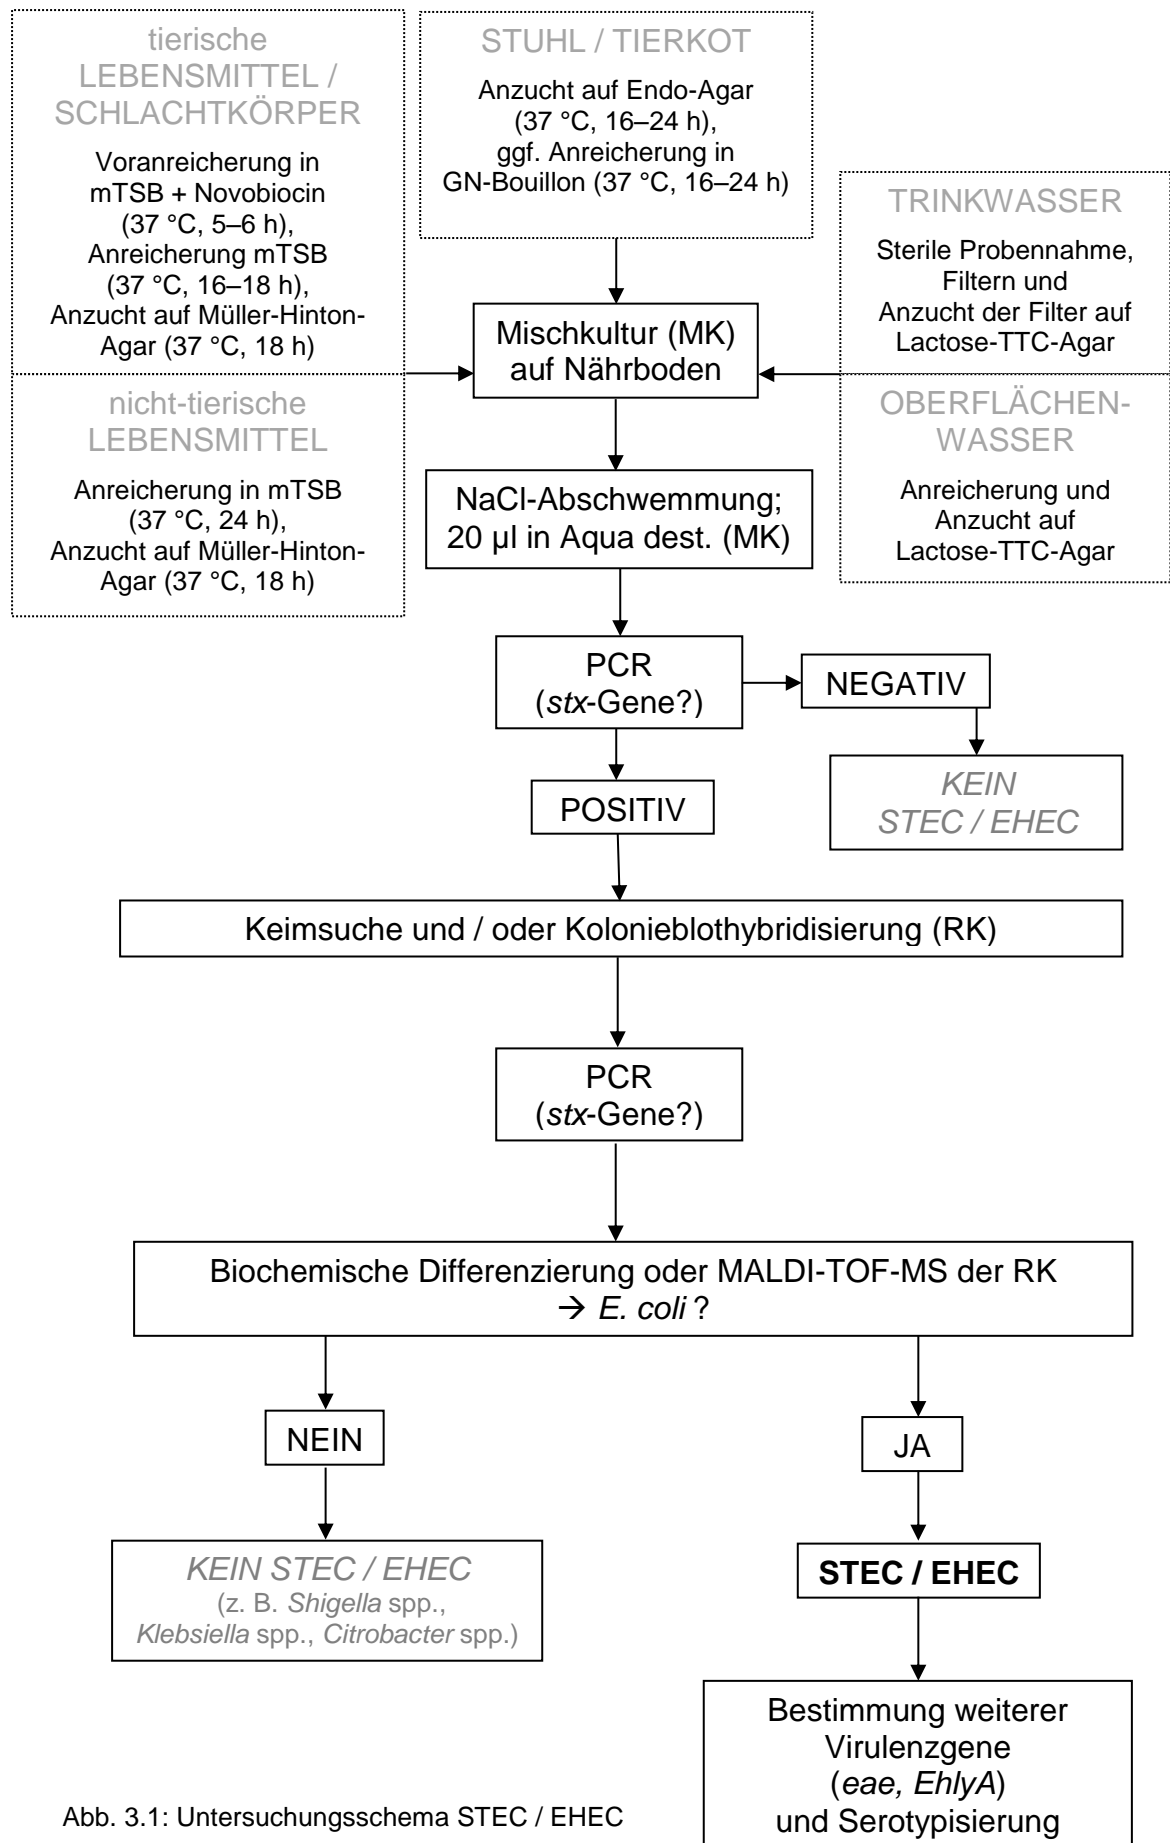 tierische
LEBENSMITTEL /
SCHLACHTKÖRPER
Voranreicherung in
mTSB + Novobiocin
(37 °C, 5–6 h),
Anreicherung mTSB
(37 °C, 16–18 h),
Anzucht auf Müller-Hinton-
Agar (37 °C, 18 h)
nicht-tierische
LEBENSMITTEL
Anreicherung in mTSB
(37 °C, 24 h),
Anzucht auf Müller-Hinton-
Agar (37 °C, 18 h)
STUHL / TIERKOT
Anzucht auf Endo-Agar
(37 °C, 16–24 h),
ggf. Anreicherung in
GN-Bouillon (37 °C, 16–24 h)
TRINKWASSER
Sterile Probennahme,
Filtern und
Anzucht der Filter auf
Lactose-TTC-Agar
OBERFLÄCHEN-
WASSER
Anreicherung und
Anzucht auf
Lactose-TTC-Agar
Mischkultur (MK)
auf Nährboden
NaCl-Abschwemmung;
20 µl in Aqua dest. (MK)
PCR
(stx-Gene?)
NEGATIV
KEIN
STEC / EHEC
POSITIV
Keimsuche und / oder Kolonieblothybridisierung (RK)
PCR
(stx-Gene?)
Biochemische Differenzierung oder MALDI-TOF-MS der RK
→ E. coli ?
NEIN
JA
KEIN STEC / EHEC
(z. B. Shigella spp.,
Klebsiella spp., Citrobacter spp.)
STEC / EHEC
Bestimmung weiterer
Virulenzgene
(eae, EhlyA)
und Serotypisierung
Abb. 3.1: Untersuchungsschema STEC / EHEC